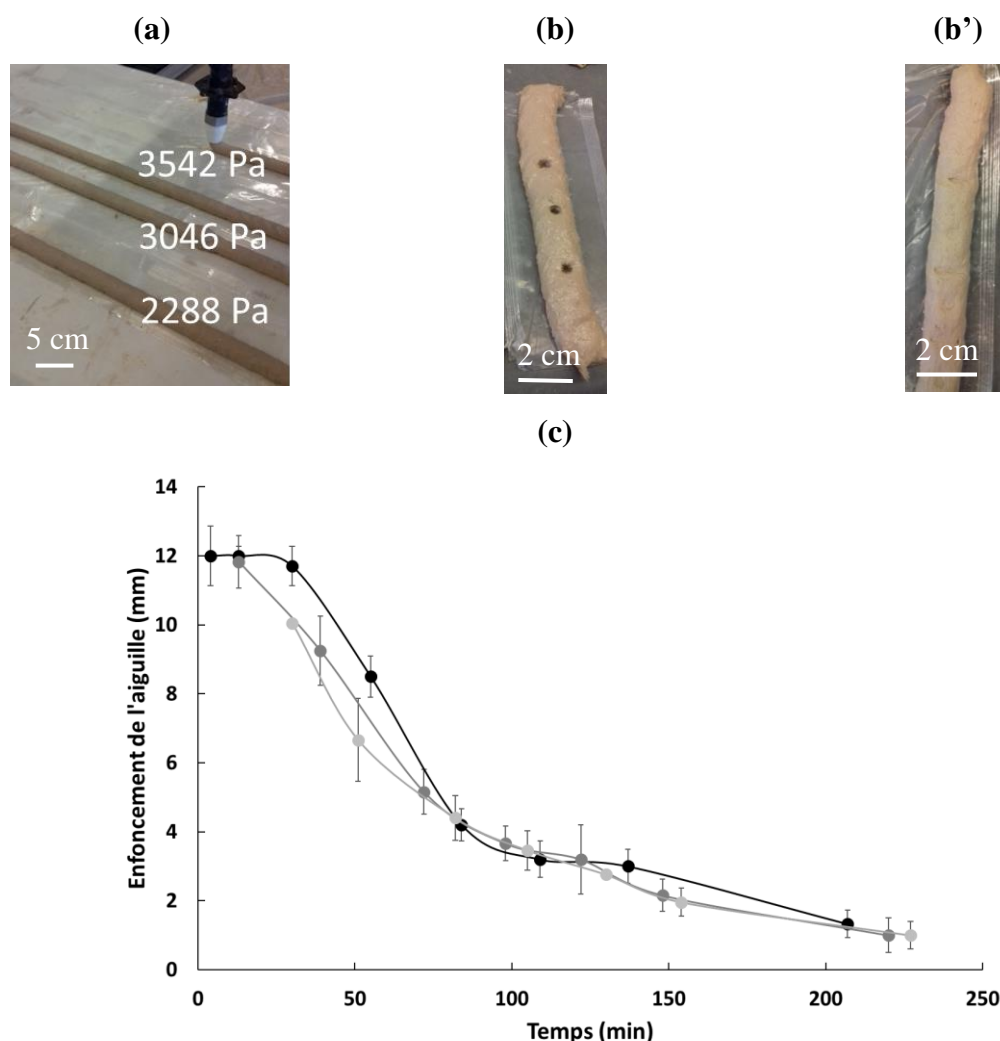 (a)
(b)
(b’)
3542 Pa
3046 Pa
2288 Pa
5 cm
2 cm
2 cm
(c)
14
12
10
8
6
4
2
0
Enfoncement de l'aiguille (mm)
0 50 100 150 200 250
Temps (min)